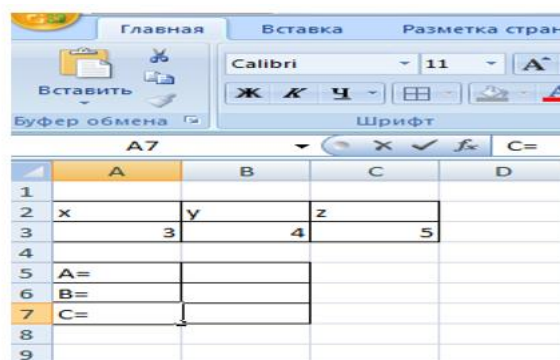 Главная Вставка Разметка стран
Calibri 11 A
Вставить Ж К Ч A
Буфер обмена Шрифт
A7 fx C=
A B C D
1
2 x y z
3 3 4 5
4
5 A=
6 B=
7 C=
8
9